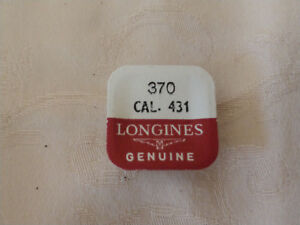 370
CAL. 431
LONGINES
GENUINE